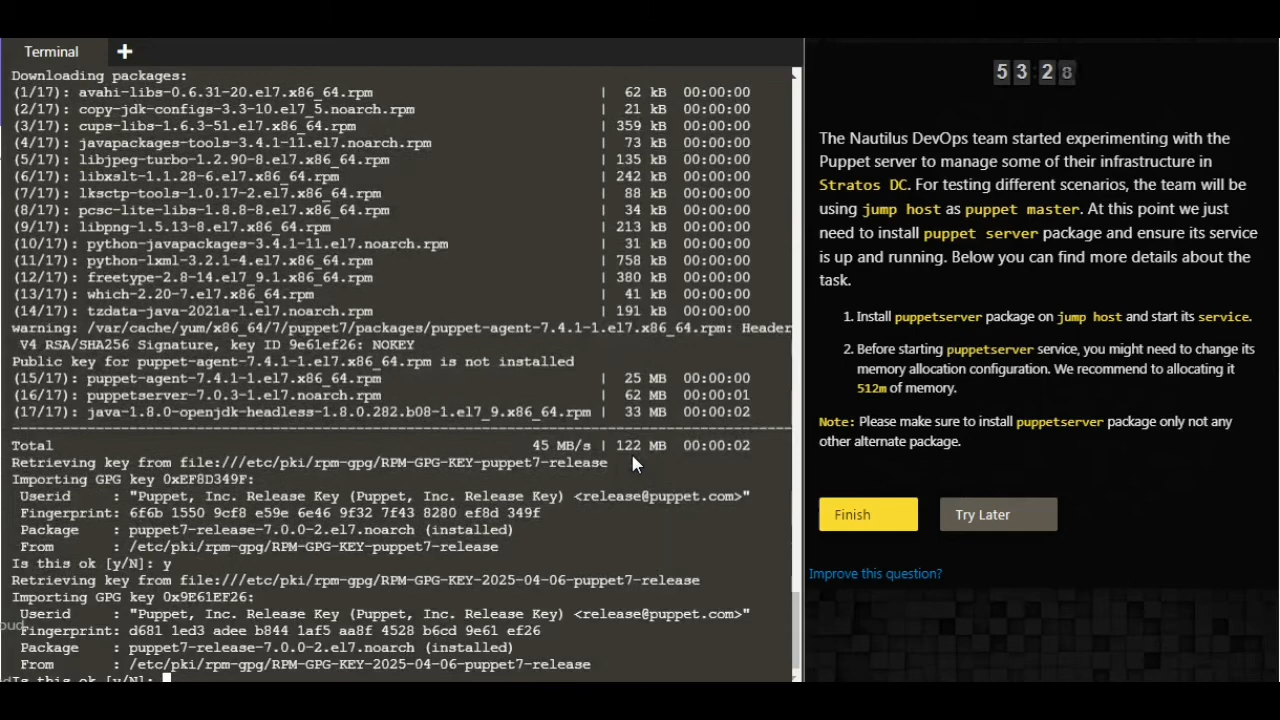 Terminal
+
Downloading packages:
(1/17): avahi-libs-0.6.31-20.el7.x86_64.rpm | 62 kB 00:00:00
(2/17): copy-jdk-configs-3.3-10.el7_5.noarch.rpm | 21 kB 00:00:00
(3/17): cups-libs-1.6.3-51.el7.x86_64.rpm | 359 kB 00:00:00
(4/17): javapackages-tools-3.4.1-11.el7.noarch.rpm | 73 kB 00:00:00
(5/17): libjpeg-turbo-1.2.90-8.el7.x86_64.rpm | 135 kB 00:00:00
(6/17): libxslt-1.1.28-6.el7.x86_64.rpm | 242 kB 00:00:00
(7/17): lksctp-tools-1.0.17-2.el7.x86_64.rpm | 88 kB 00:00:00
(8/17): pcsc-lite-libs-1.8.8-8.el7.x86_64.rpm | 34 kB 00:00:00
(9/17): libpng-1.5.13-8.el7.x86_64.rpm | 213 kB 00:00:00
(10/17): python-javapackages-3.4.1-11.el7.noarch.rpm | 31 kB 00:00:00
(11/17): python-lxml-3.2.1-4.el7.x86_64.rpm | 758 kB 00:00:00
(12/17): freetype-2.8-14.el7_9.1.x86_64.rpm | 380 kB 00:00:00
(13/17): which-2.20-7.el7.x86_64.rpm | 41 kB 00:00:00
(14/17): tzdata-java-2021a-1.el7.noarch.rpm | 191 kB 00:00:00
warning: /var/cache/yum/x86_64/7/puppet7/packages/puppet-agent-7.4.1-1.el7.x86_64.rpm: Header
V4 RSA/SHA256 Signature, key ID 9e61ef26: NOKEY
Public key for puppet-agent-7.4.1-1.el7.x86_64.rpm is not installed
(15/17): puppet-agent-7.4.1-1.el7.x86_64.rpm | 25 MB 00:00:00
(16/17): puppetserver-7.0.3-1.el7.noarch.rpm | 62 MB 00:00:01
(17/17): java-1.8.0-openjdk-headless-1.8.0.282.b08-1.el7_9.x86_64.rpm | 33 MB 00:00:02
Total 45 MB/s | 122 MB 00:00:02
Retrieving key from file:///etc/pki/rpm-gpg/RPM-GPG-KEY-puppet7-release
Importing GPG key 0xEF8D349F:
Userid : "Puppet, Inc. Release Key (Puppet, Inc. Release Key) <release@puppet.com>"
Fingerprint: 6f6b 1550 9cf8 e59e 6e46 9f32 7f43 8280 ef8d 349f
Package : puppet7-release-7.0.0-2.el7.noarch (installed)
From : /etc/pki/rpm-gpg/RPM-GPG-KEY-puppet7-release
Is this ok [y/N]: y
Retrieving key from file:///etc/pki/rpm-gpg/RPM-GPG-KEY-2025-04-06-puppet7-release
Importing GPG key 0x9E61EF26:
Userid : "Puppet, Inc. Release Key (Puppet, Inc. Release Key) <release@puppet.com>"
Fingerprint: d681 1ed3 adee b844 1af5 aa8f 4528 b6cd 9e61 ef26
Package : puppet7-release-7.0.0-2.el7.noarch (installed)
From : /etc/pki/rpm-gpg/RPM-GPG-KEY-2025-04-06-puppet7-release
Is this ok [y/N]:
53 28
The Nautilus DevOps team started experimenting with the
Puppet server to manage some of their infrastructure in
Stratos DC. For testing different scenarios, the team will be
using jump host as puppet master. At this point we just
need to install puppet server package and ensure its service
is up and running. Below you can find more details about the
task.
1. Install puppetserver package on jump host and start its service.
2. Before starting puppetserver service, you might need to change its
memory allocation configuration. We recommend to allocating it
512m of memory.
Note: Please make sure to install puppetserver package only not any
other alternate package.
Finish
Try Later
Improve this question?